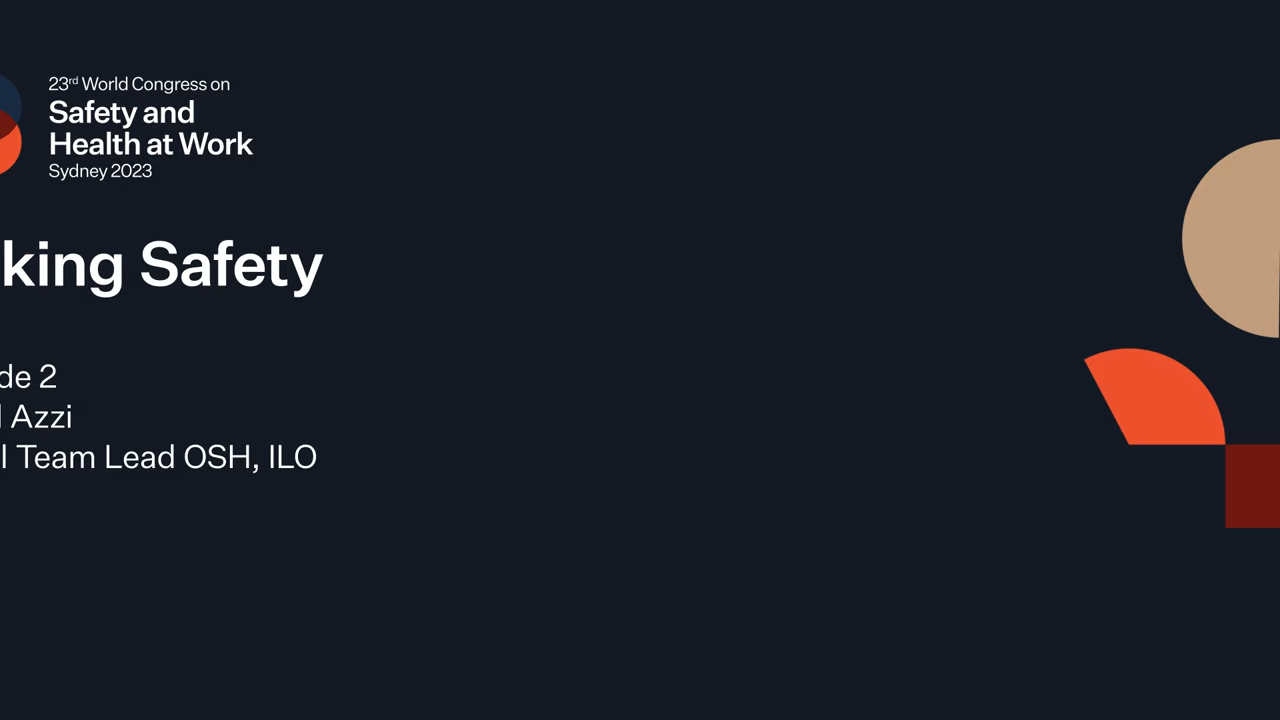 23rd World Congress on
Safety and
Health at Work
Sydney 2023
king Safety
de 2
Azzi
l Team Lead OSH, ILO